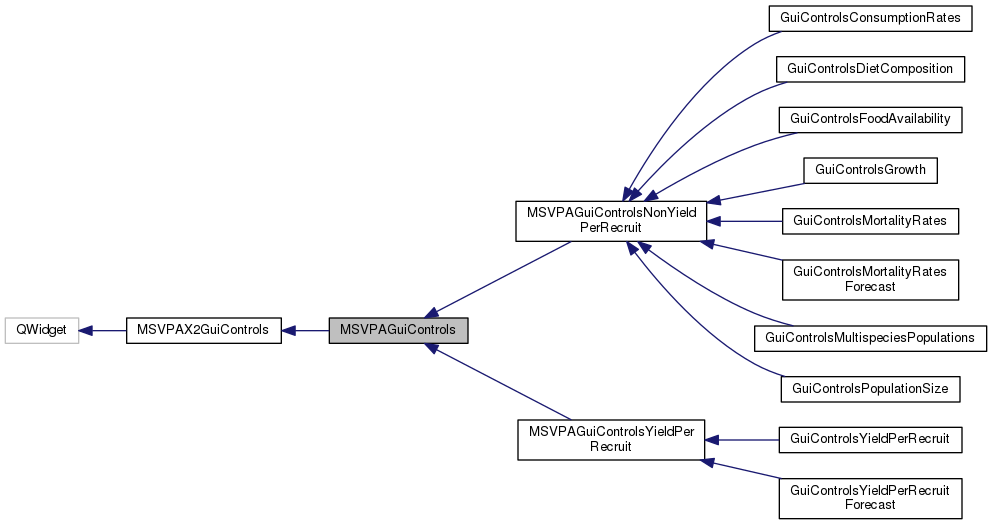 GuiControlsConsumptionRates
GuiControlsDietComposition
GuiControlsFoodAvailability
GuiControlsGrowth
MSVPAGuiControlsNonYield
PerRecruit
GuiControlsMortalityRates
GuiControlsMortalityRates
Forecast
QWidget
MSVPAX2GuiControls
MSVPAGuiControls
GuiControlsMultispeciesPopulations
GuiControlsPopulationSize
MSVPAGuiControlsYieldPer
Recruit
GuiControlsYieldPerRecruit
GuiControlsYieldPerRecruit
Forecast